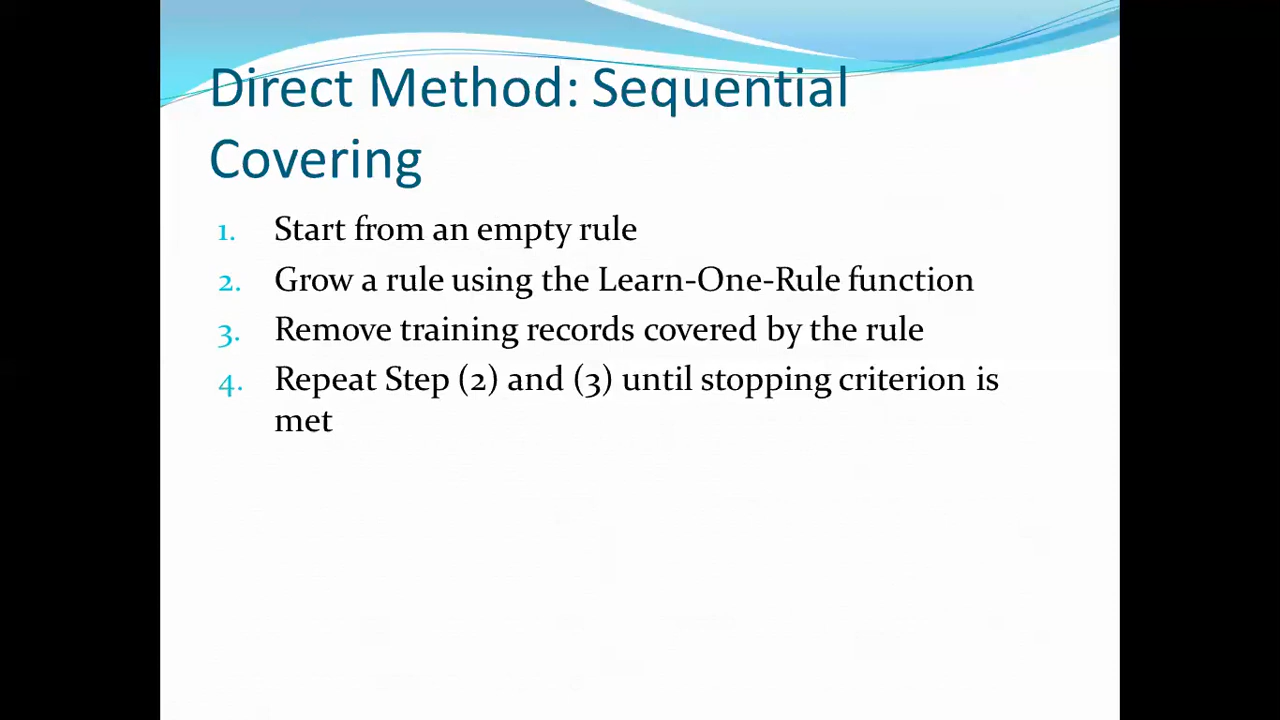 Direct Method: Sequential
Covering
1. Start from an empty rule
2. Grow a rule using the Learn-One-Rule function
3. Remove training records covered by the rule
4. Repeat Step (2) and (3) until stopping criterion is
met